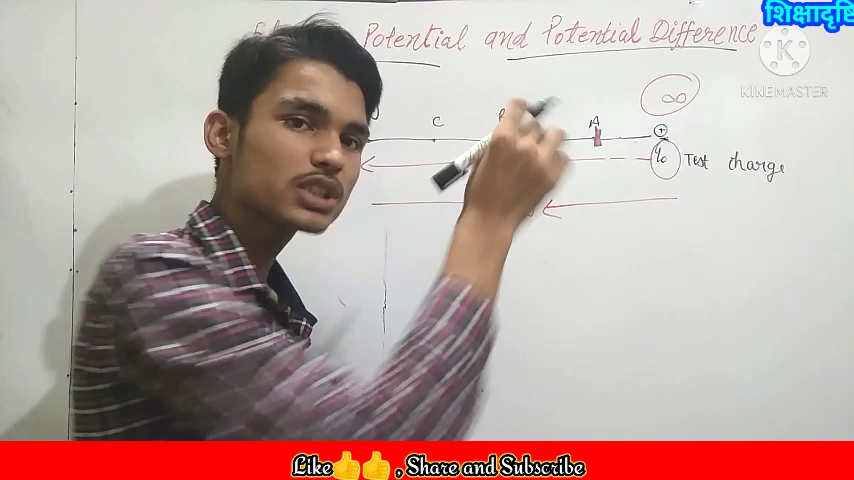 शिक्षादृष्टि
Potential and Potential Difference
KINEMASTER
∞
C
A
+
q₀ Test charge
Like👍👍 , Share and Subscribe